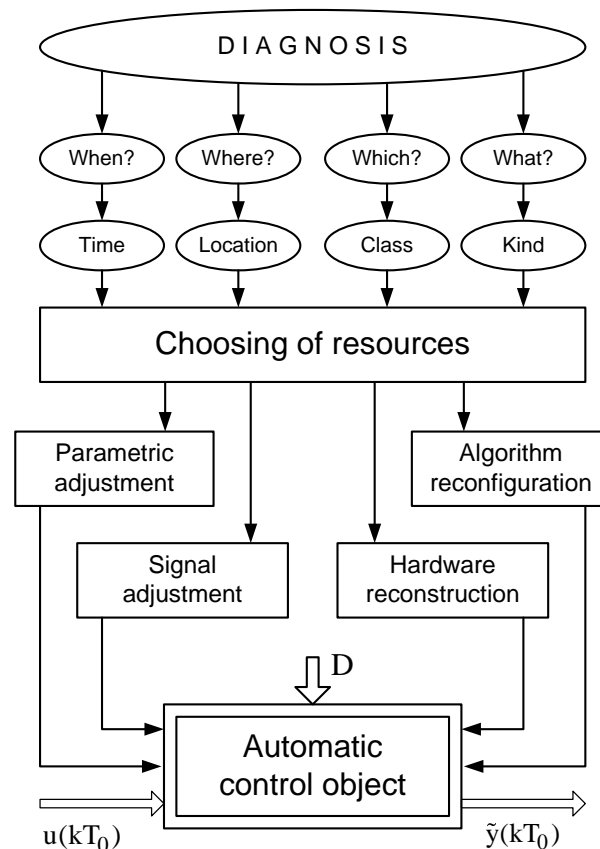 D I A G N O S I S
When? Where? Which? What?
Time Location Class Kind
Choosing of resources
Parametric
adjustment
Algorithm
reconfiguration
Signal
adjustment
Hardware
reconstruction
D
Automatic
control object
u(kT₀)
ỹ(kT₀)